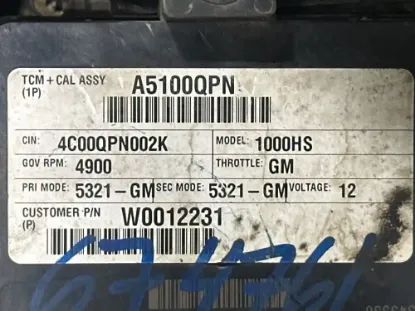 TCM + CAL ASSY A5100QPN
(1P)
CIN: 4C00QPN002K MODEL: 1000HS
GOV RPM: 4900 THROTTLE: GM
PRI MODE: 5321-GM SEC MODE: 5321-GM VOLTAGE: 12
CUSTOMER P/N W0012231
(P)